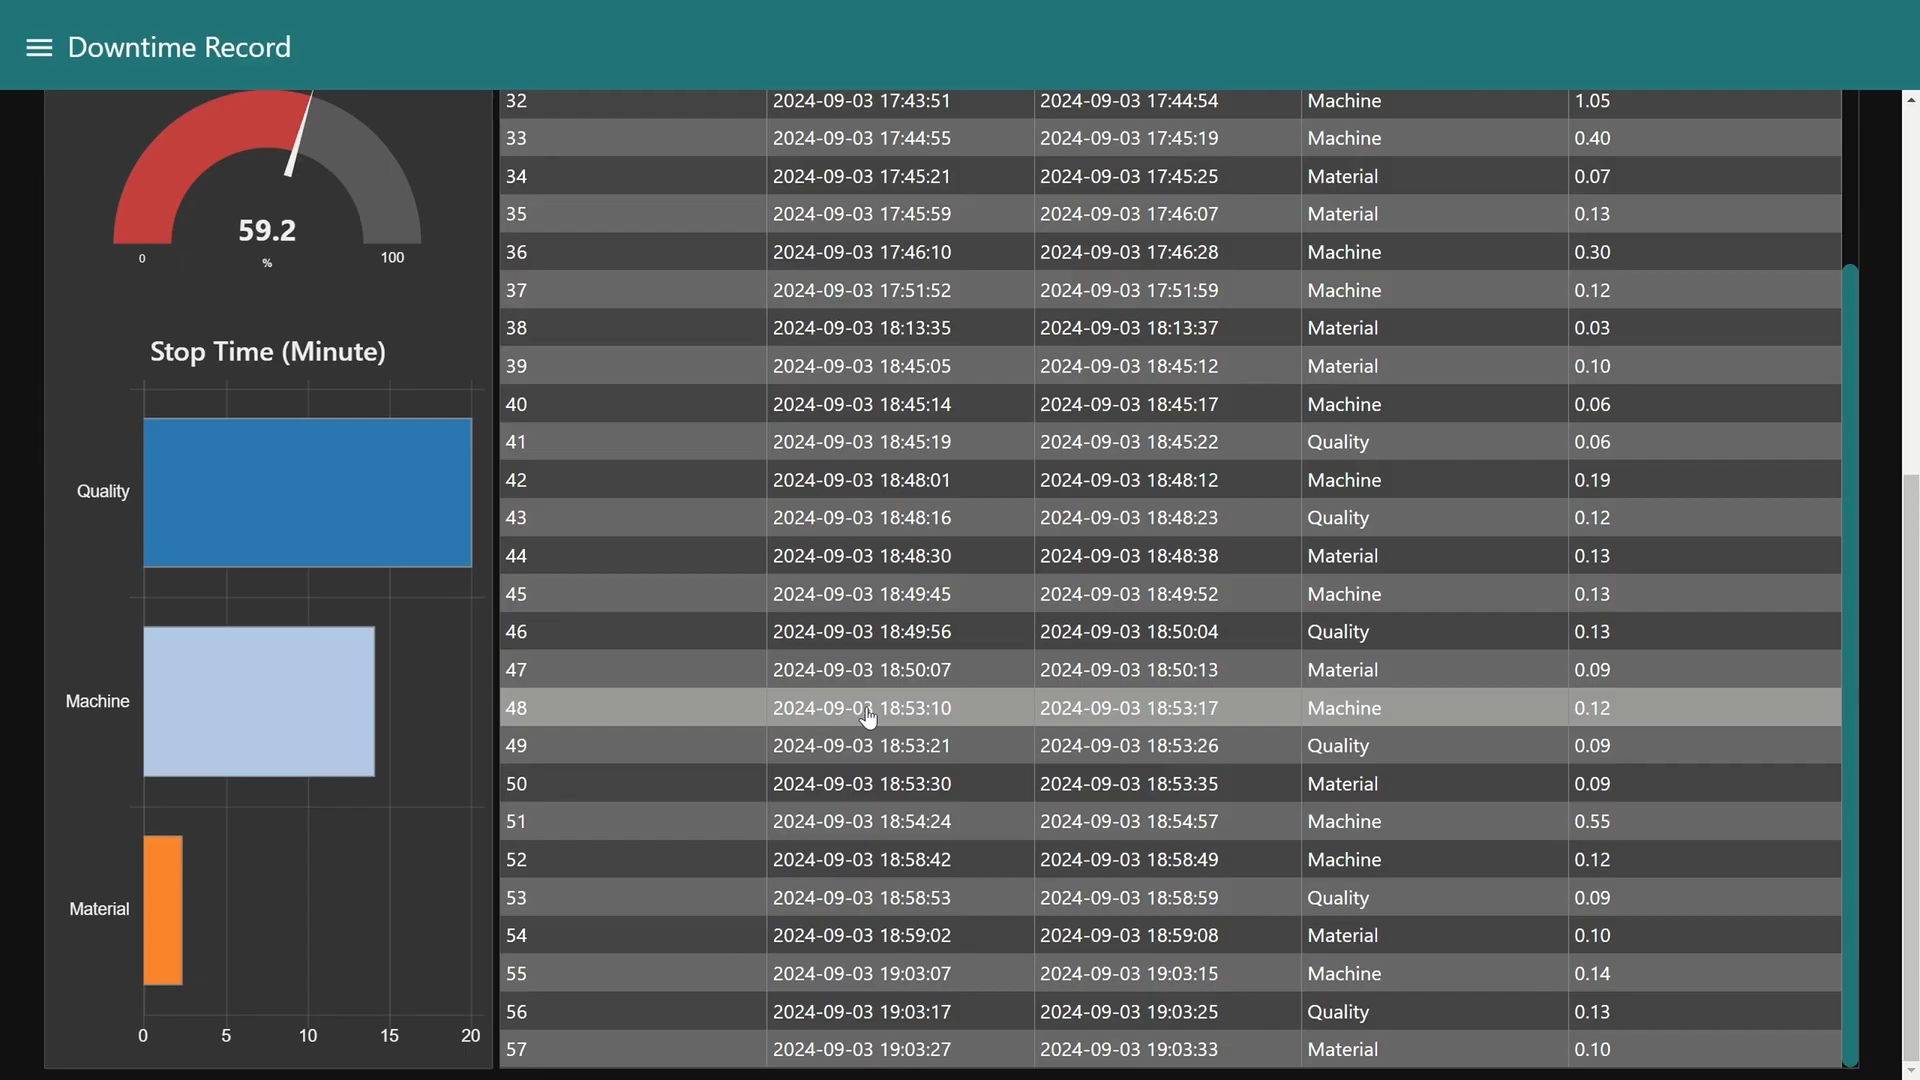 Downtime Record
59.2
0
%
100
Stop Time (Minute)
Quality
Machine
Material
0 5 10 15 20
32 2024-09-03 17:43:51 2024-09-03 17:44:54 Machine 1.05
33 2024-09-03 17:44:55 2024-09-03 17:45:19 Machine 0.40
34 2024-09-03 17:45:21 2024-09-03 17:45:25 Material 0.07
35 2024-09-03 17:45:59 2024-09-03 17:46:07 Material 0.13
36 2024-09-03 17:46:10 2024-09-03 17:46:28 Machine 0.30
37 2024-09-03 17:51:52 2024-09-03 17:51:59 Machine 0.12
38 2024-09-03 18:13:35 2024-09-03 18:13:37 Material 0.03
39 2024-09-03 18:45:05 2024-09-03 18:45:12 Material 0.10
40 2024-09-03 18:45:14 2024-09-03 18:45:17 Machine 0.06
41 2024-09-03 18:45:19 2024-09-03 18:45:22 Quality 0.06
42 2024-09-03 18:48:01 2024-09-03 18:48:12 Machine 0.19
43 2024-09-03 18:48:16 2024-09-03 18:48:23 Quality 0.12
44 2024-09-03 18:48:30 2024-09-03 18:48:38 Material 0.13
45 2024-09-03 18:49:45 2024-09-03 18:49:52 Machine 0.13
46 2024-09-03 18:49:56 2024-09-03 18:50:04 Quality 0.13
47 2024-09-03 18:50:07 2024-09-03 18:50:13 Material 0.09
48 2024-09-03 18:53:10 2024-09-03 18:53:17 Machine 0.12
49 2024-09-03 18:53:21 2024-09-03 18:53:26 Quality 0.09
50 2024-09-03 18:53:30 2024-09-03 18:53:35 Material 0.09
51 2024-09-03 18:54:24 2024-09-03 18:54:57 Machine 0.55
52 2024-09-03 18:58:42 2024-09-03 18:58:49 Machine 0.12
53 2024-09-03 18:58:53 2024-09-03 18:58:59 Quality 0.09
54 2024-09-03 18:59:02 2024-09-03 18:59:08 Material 0.10
55 2024-09-03 19:03:07 2024-09-03 19:03:15 Machine 0.14
56 2024-09-03 19:03:17 2024-09-03 19:03:25 Quality 0.13
57 2024-09-03 19:03:27 2024-09-03 19:03:33 Material 0.10